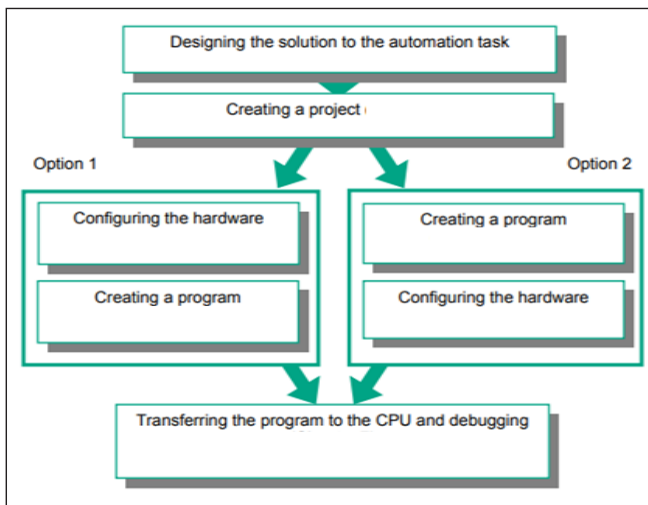 Designing the solution to the automation task
Creating a project
Option 1
Option 2
Configuring the hardware
Creating a program
Creating a program
Configuring the hardware
Transferring the program to the CPU and debugging